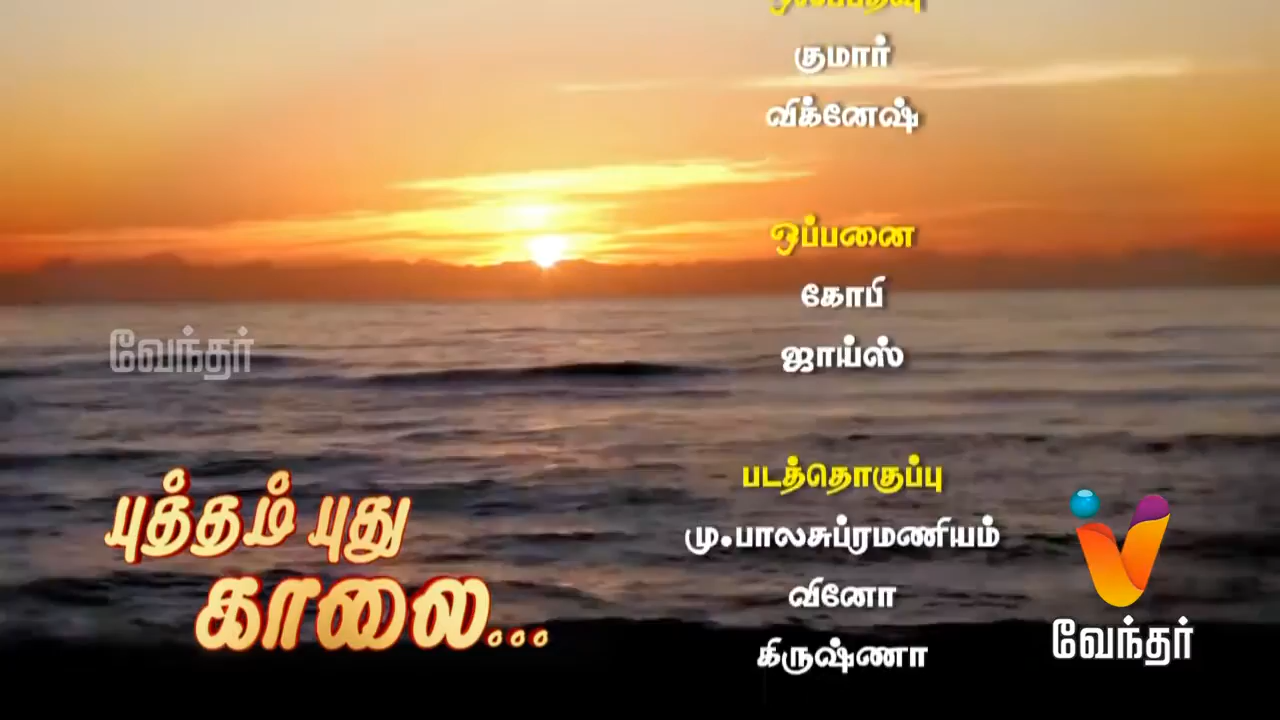 குமார்
விக்னேஷ்
ஒப்பனை
கோபி
ஜாய்ஸ்
வேந்தர்
படத்தொகுப்பு
மு.பாலசுப்ரமணியம்
வினோ
கிருஷ்ணா
புத்தம் புது
காலை...
வேந்தர்